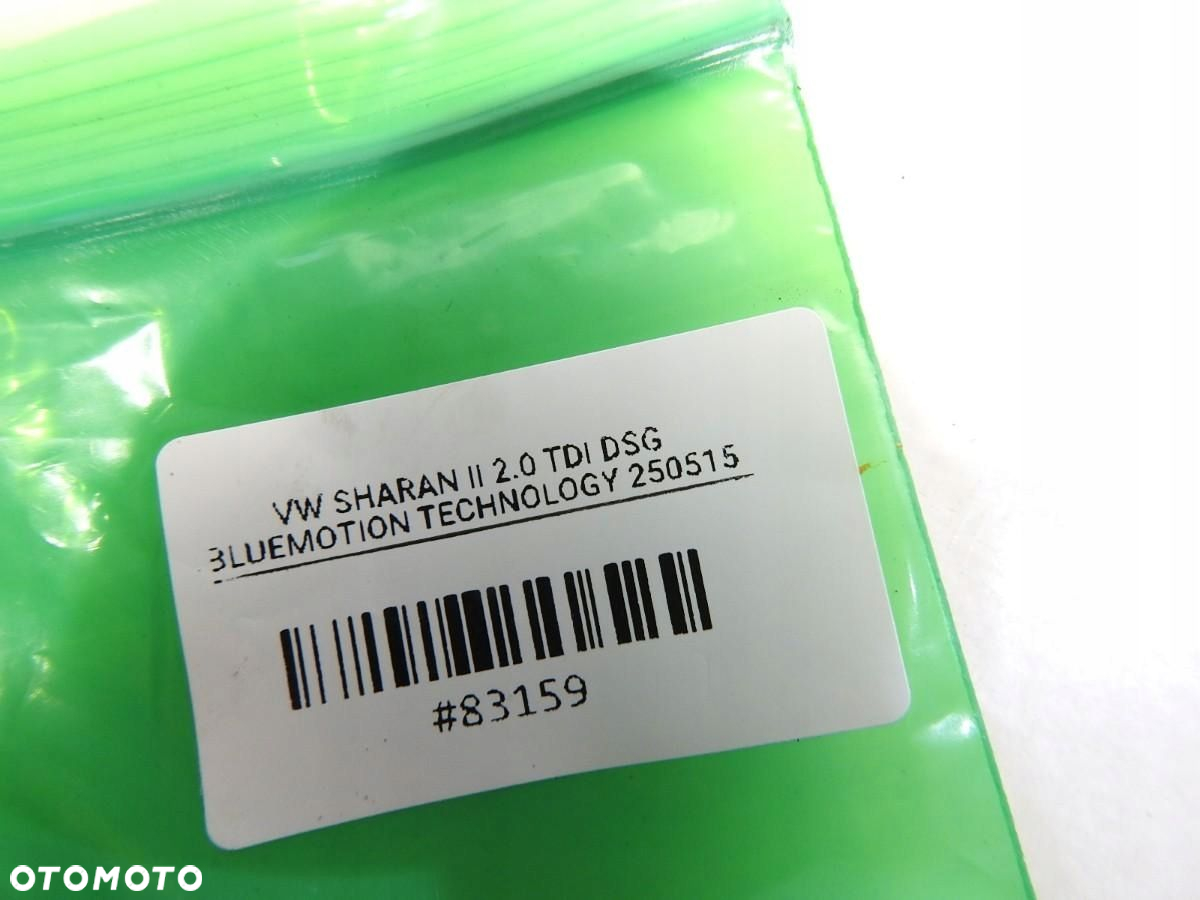 VW SHARAN II 2.0 TDI DSG
BLUEMOTION TECHNOLOGY 250515
#83159
OTOMOTO